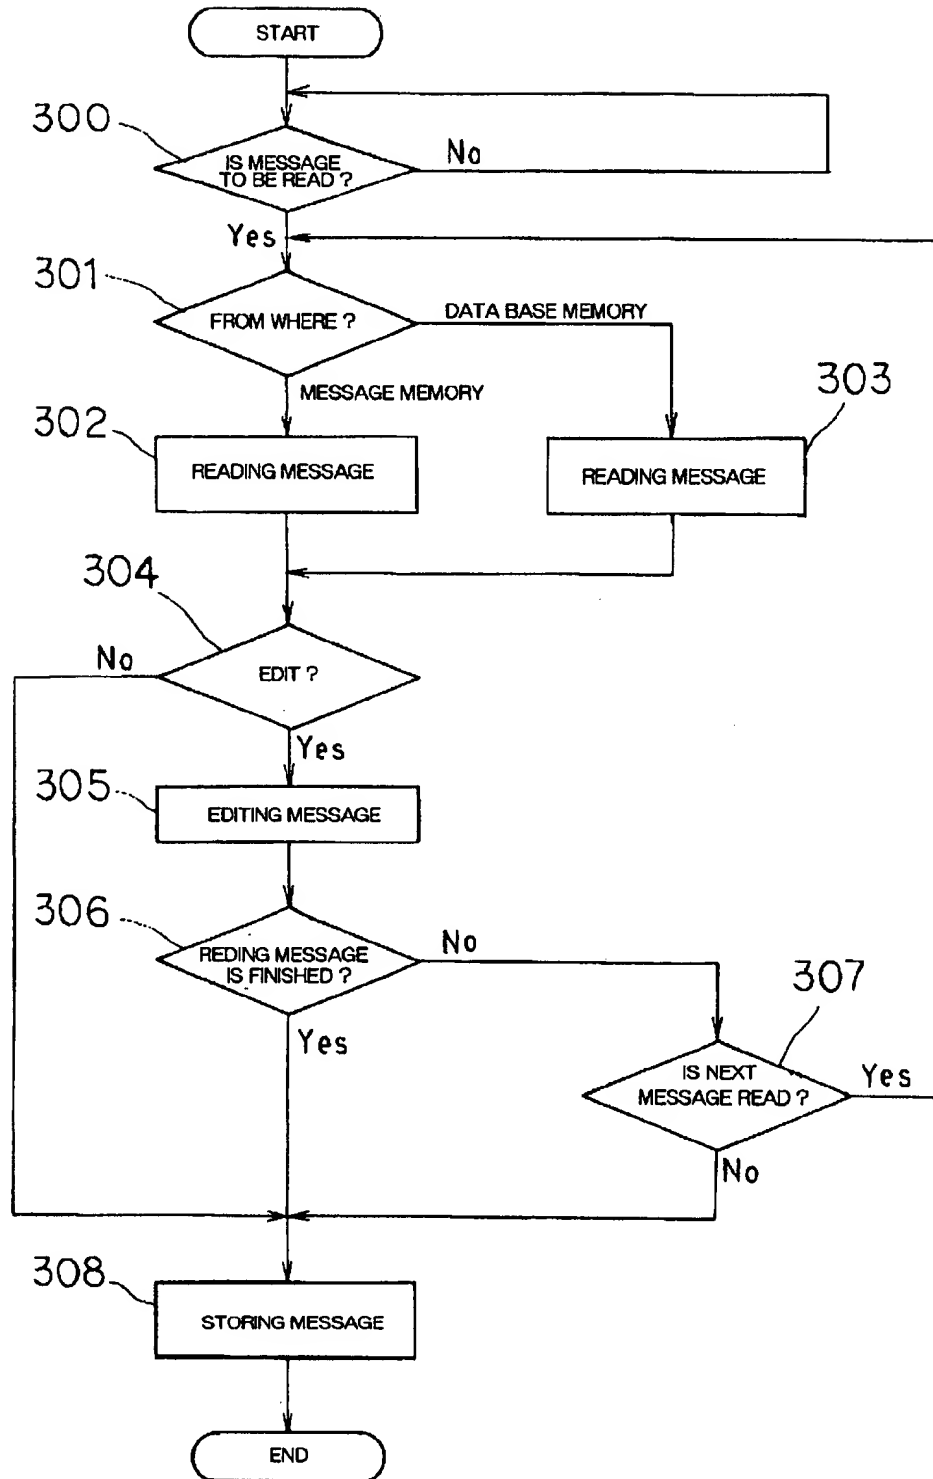 START
300
IS MESSAGE
TO BE READ ?
No
Yes
301
FROM WHERE ?
DATA BASE MEMORY
MESSAGE MEMORY
303
302
READING MESSAGE
READING MESSAGE
304
No
EDIT ?
Yes
305
EDITING MESSAGE
306
REDING MESSAGE
IS FINISHED ?
No
307
Yes
IS NEXT
MESSAGE READ ?
Yes
No
308
STORING MESSAGE
END